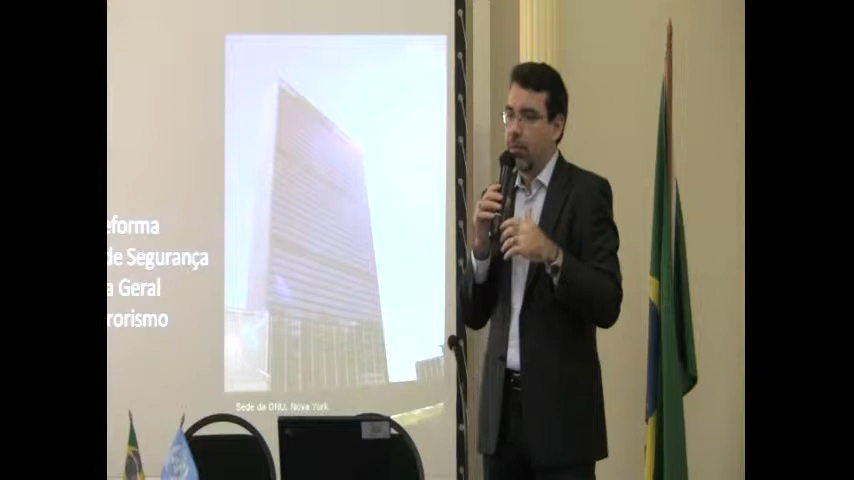 eforma
de Segurança
a Geral
rorismo
Sede da ONU, Nova York.